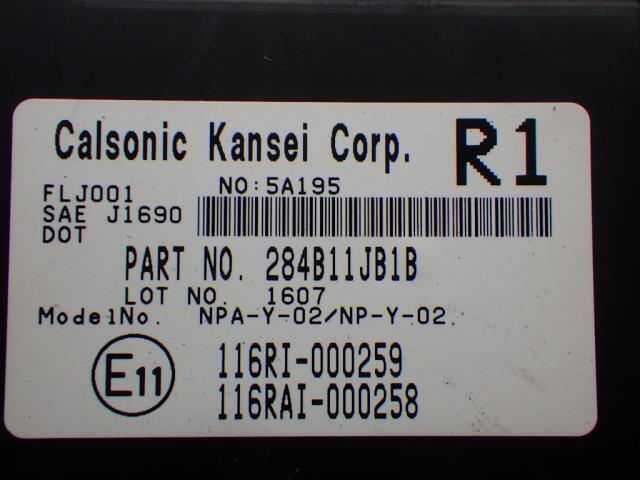 Calsonic Kansei Corp. R1
FLJ001 NO:5A195
SAE J1690
DOT
PART NO. 284B11JB1B
LOT NO. 1607
ModelNo. NPA-Y-02/NP-Y-02
E11 116RI-000259
116RAI-000258